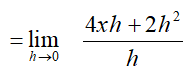 = lim h→0 (4xh + 2h²) / h